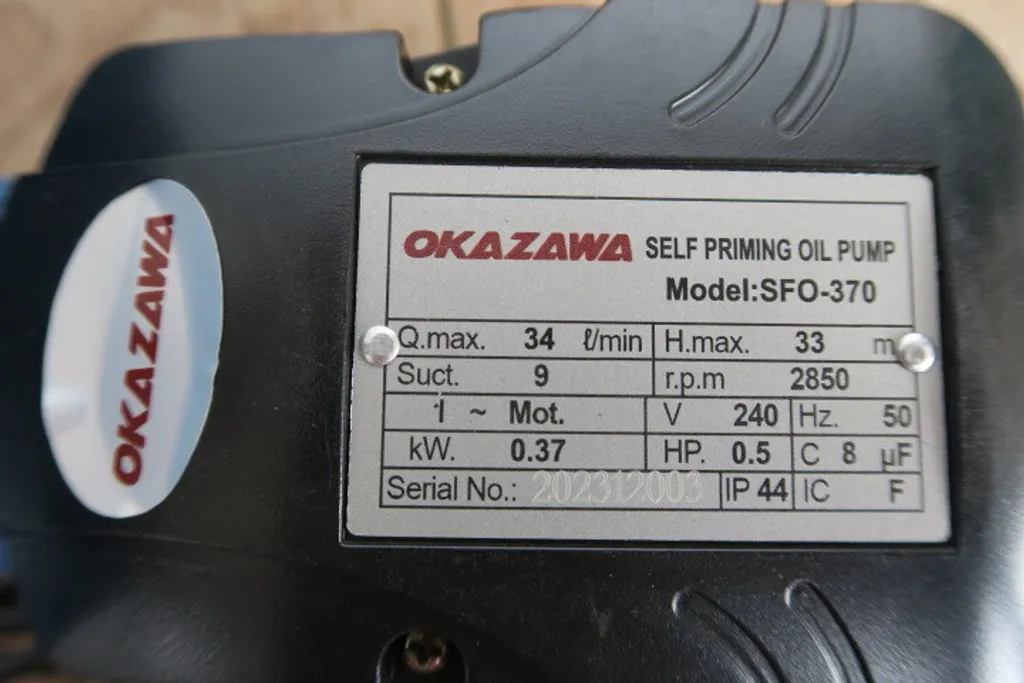 OKAZAWA
OKAZAWA SELF PRIMING OIL PUMP
Model:SFO-370
Q.max. 34 ℓ/min H.max. 33 m
Suct. 9 r.p.m 2850
1 ~ Mot. V 240 Hz. 50
kW. 0.37 HP. 0.5 C 8 µF
Serial No.: 202312003 IP 44 IC F